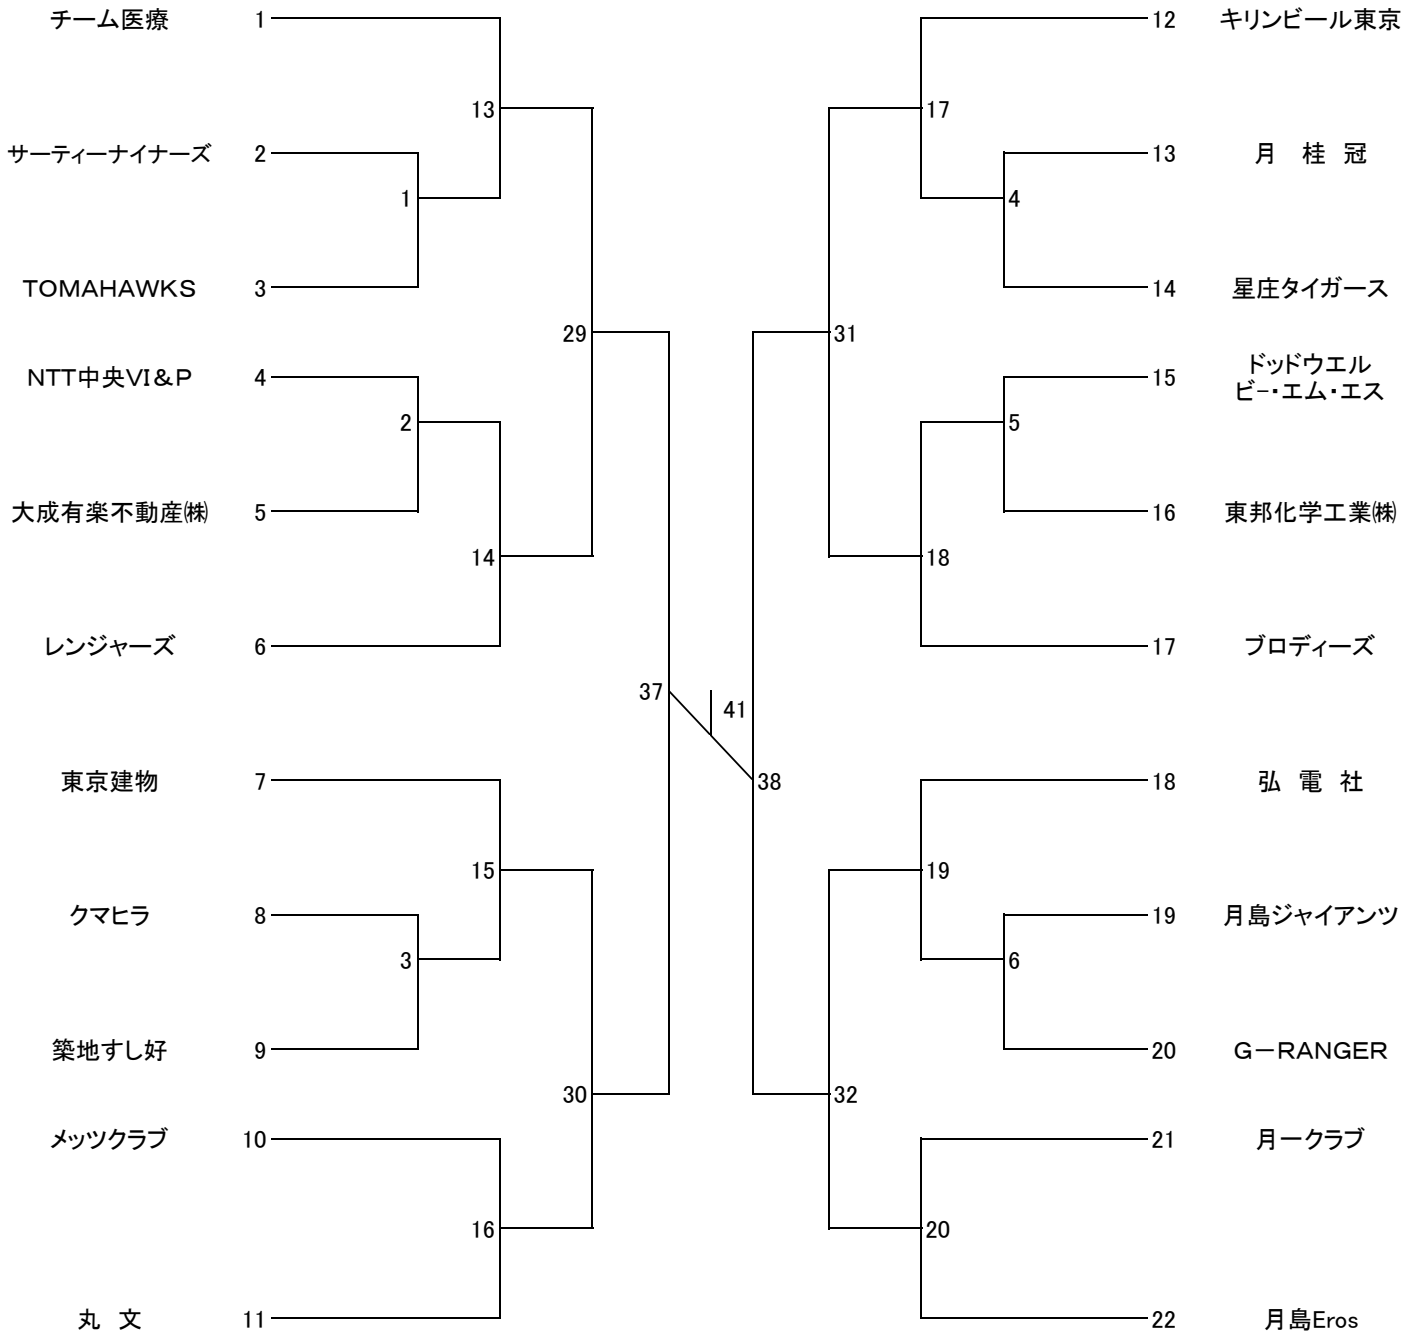 チーム医療 1
12 キリンビール東京
13
17
サーティーナイナーズ 2
13 月 桂 冠
1
4
TOMAHAWKS 3
14 星庄タイガース
29
31
NTT中央VI&P 4
15 ドッドウエル
ビー・エム・エス
2
5
大成有楽不動産㈱ 5
16 東邦化学工業㈱
14
18
レンジャーズ 6
17 ブロディーズ
37
41
東京建物 7
38
18 弘 電 社
15
19
クマヒラ 8
19 月島ジャイアンツ
3
6
築地すし好 9
20 G-RANGER
30
32
メッツクラブ 10
21 月一クラブ
16
20
丸 文 11
22 月島Eros